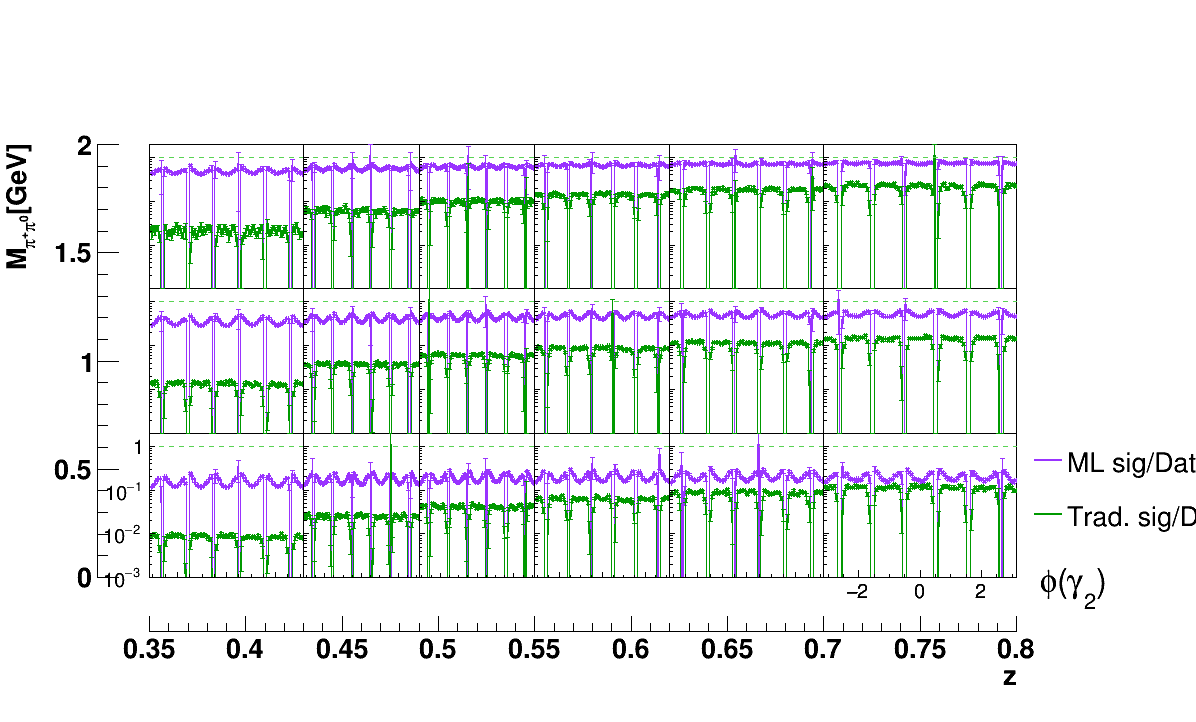 M_{π⁺π⁰}[GeV]
2
1.5
1
0.5
0
1
10⁻¹
10⁻²
10⁻³
ML sig/Dat
Trad. sig/D
−2 0 2
ϕ(γ₂)
0.35 0.4 0.45 0.5 0.55 0.6 0.65 0.7 0.75 0.8
z